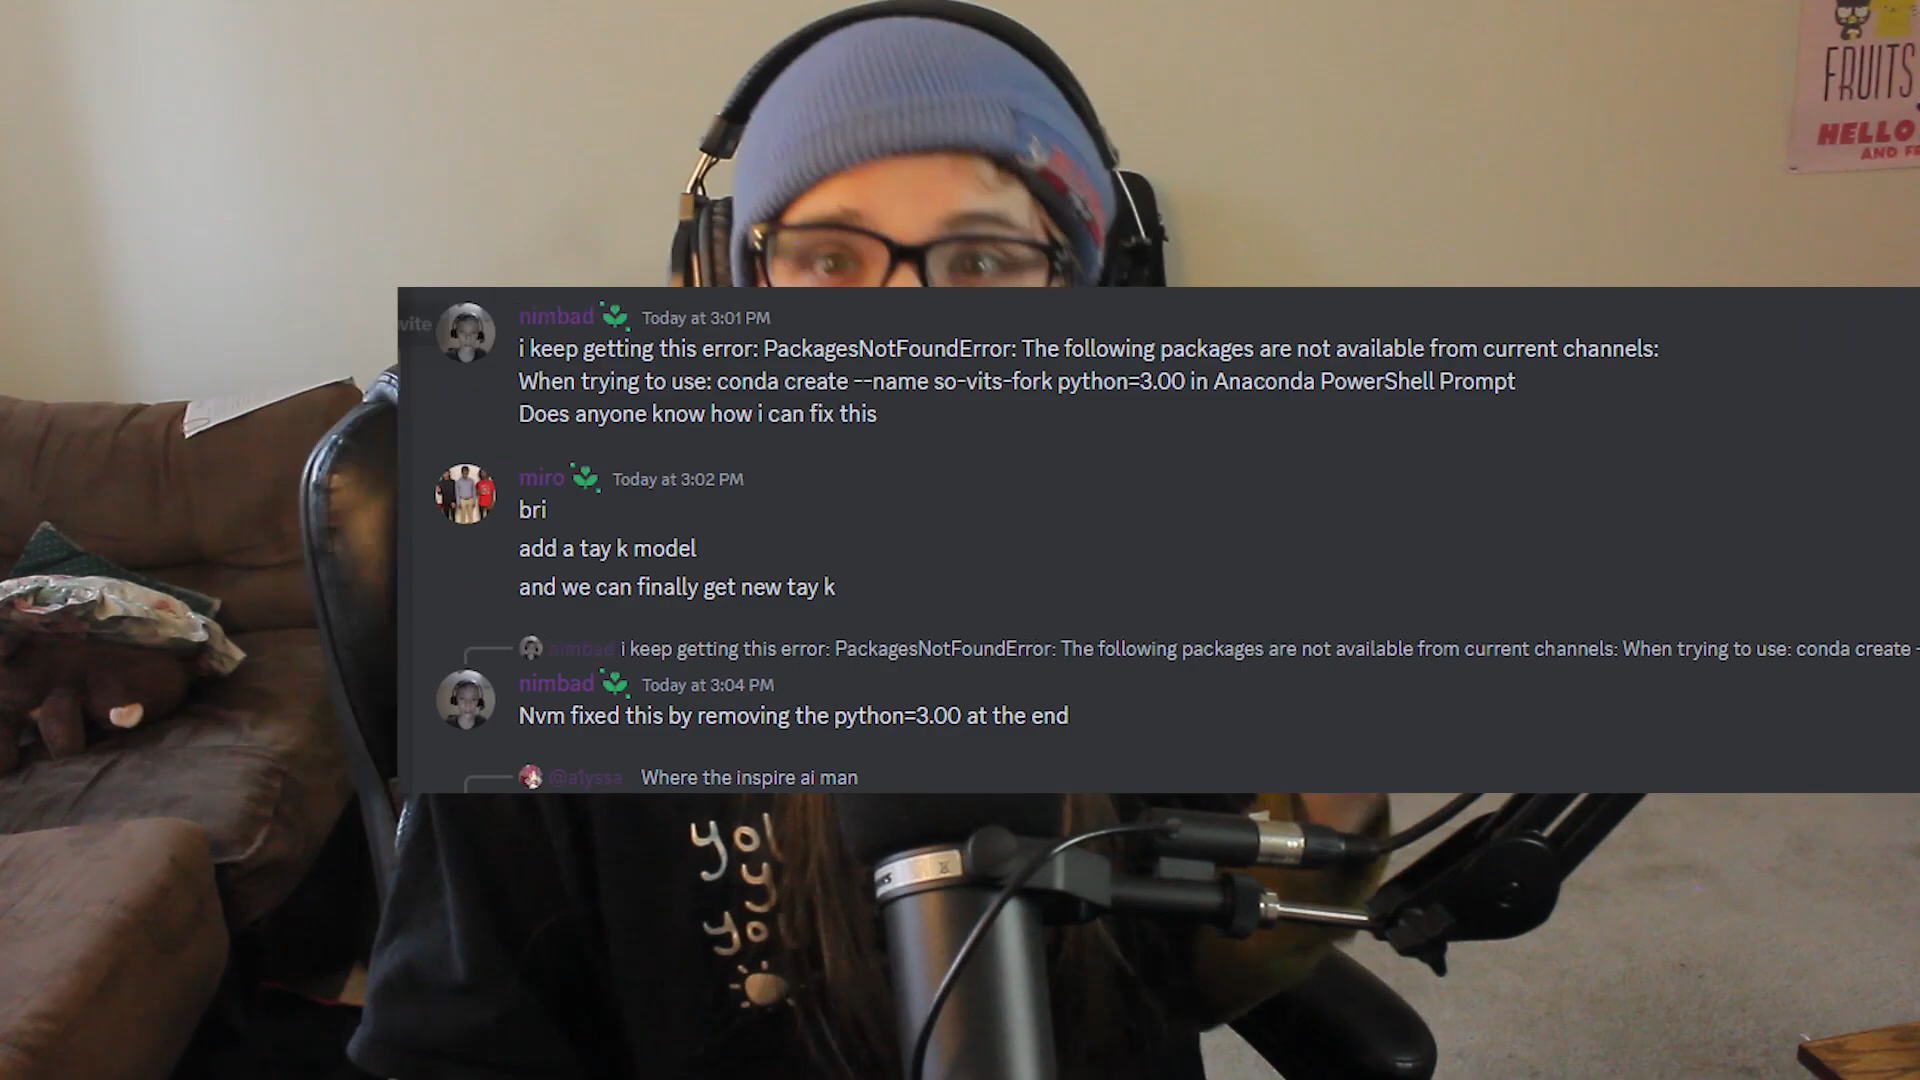 FRUITS
HELLO
AND
vite
nimbad Today at 3:01 PM
i keep getting this error: PackagesNotFoundError: The following packages are not available from current channels:
When trying to use: conda create --name so-vits-fork python=3.00 in Anaconda PowerShell Prompt
Does anyone know how i can fix this
miro Today at 3:02 PM
bri
add a tay k model
and we can finally get new tay k
nimbad i keep getting this error: PackagesNotFoundError: The following packages are not available from current channels: When trying to use: conda create -
nimbad Today at 3:04 PM
Nvm fixed this by removing the python=3.00 at the end
@a1yssa Where the inspire ai man